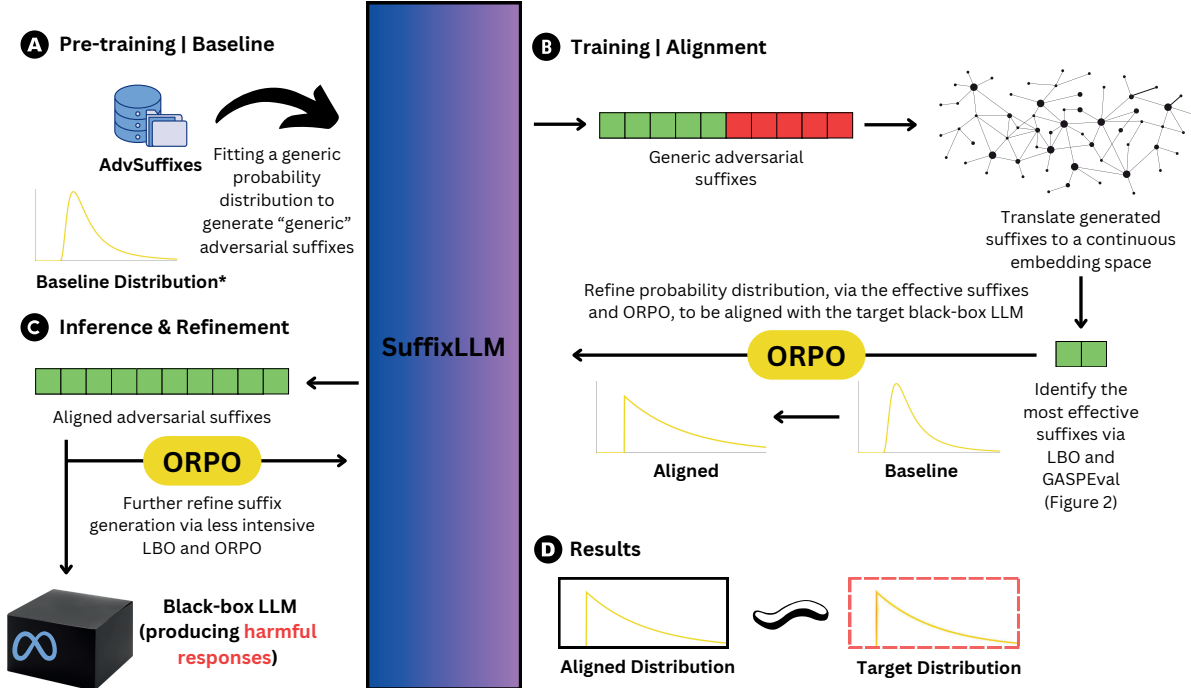 A Pre-training | Baseline
AdvSuffixes
Fitting a generic
probability
distribution to
generate “generic”
adversarial suffixes
Baseline Distribution*
C Inference & Refinement
Aligned adversarial suffixes
ORPO
Further refine suffix
generation via less intensive
LBO and ORPO
Black-box LLM
(producing harmful
responses)
SuffixLLM
B Training | Alignment
Generic adversarial
suffixes
Translate generated
suffixes to a continuous
embedding space
Refine probability distribution, via the effective suffixes
and ORPO, to be aligned with the target black-box LLM
ORPO
Identify the
most effective
suffixes via
LBO and
GASPEval
(Figure 2)
Aligned
Baseline
D Results
Aligned Distribution
Target Distribution